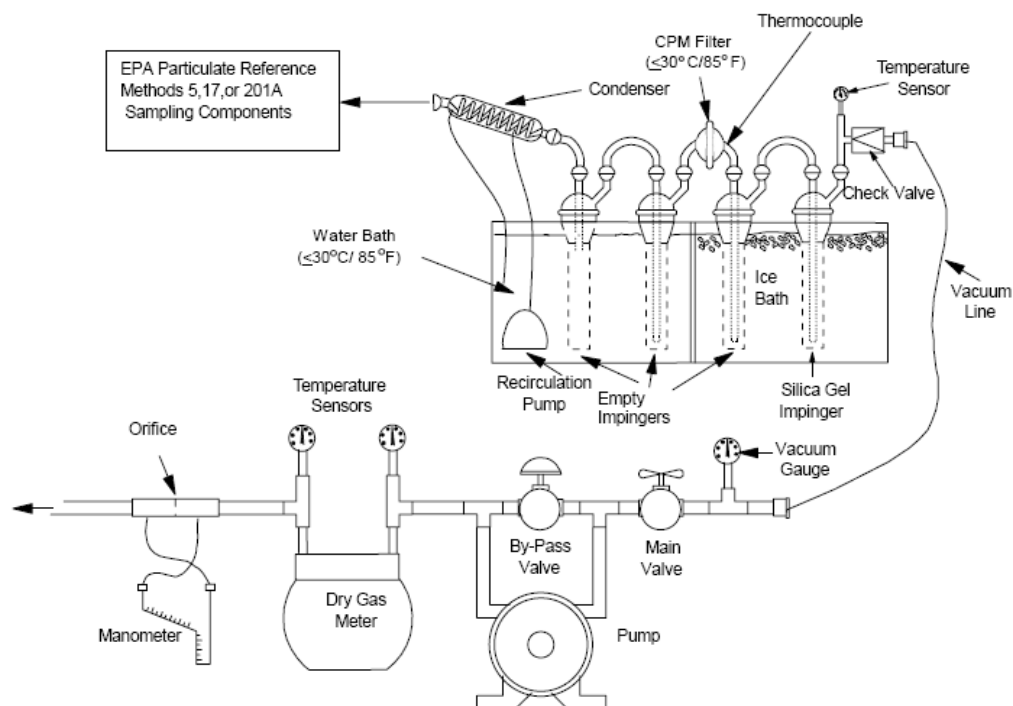 Thermocouple
CPM Filter
(≤30°C/85°F)
EPA Particulate Reference
Methods 5,17,or 201A
Sampling Components
Condenser
Temperature
Sensor
Check Valve
Water Bath
(≤30°C/ 85°F)
Ice
Bath
Vacuum
Line
Recirculation
Pump
Empty
Impingers
Silica Gel
Impinger
Temperature
Sensors
Orifice
Vacuum
Gauge
By-Pass
Valve
Main
Valve
Dry Gas
Meter
Manometer
Pump